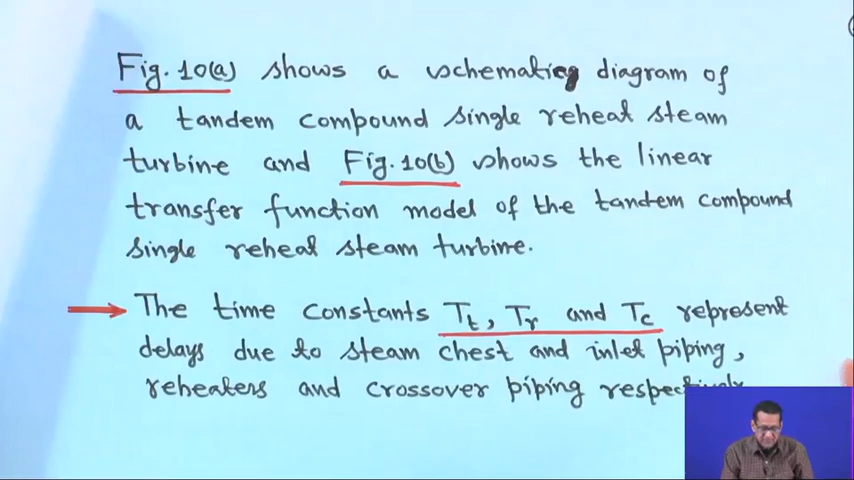 Fig. 10(a) shows a schematic diagram of
a tandem compound single reheat steam
turbine and Fig. 10(b) shows the linear
transfer function model of the tandem compound
single reheat steam turbine.
→ The time constants Tt, Tr and Tc represent
delays due to steam chest and inlet piping,
reheaters and crossover piping respectively